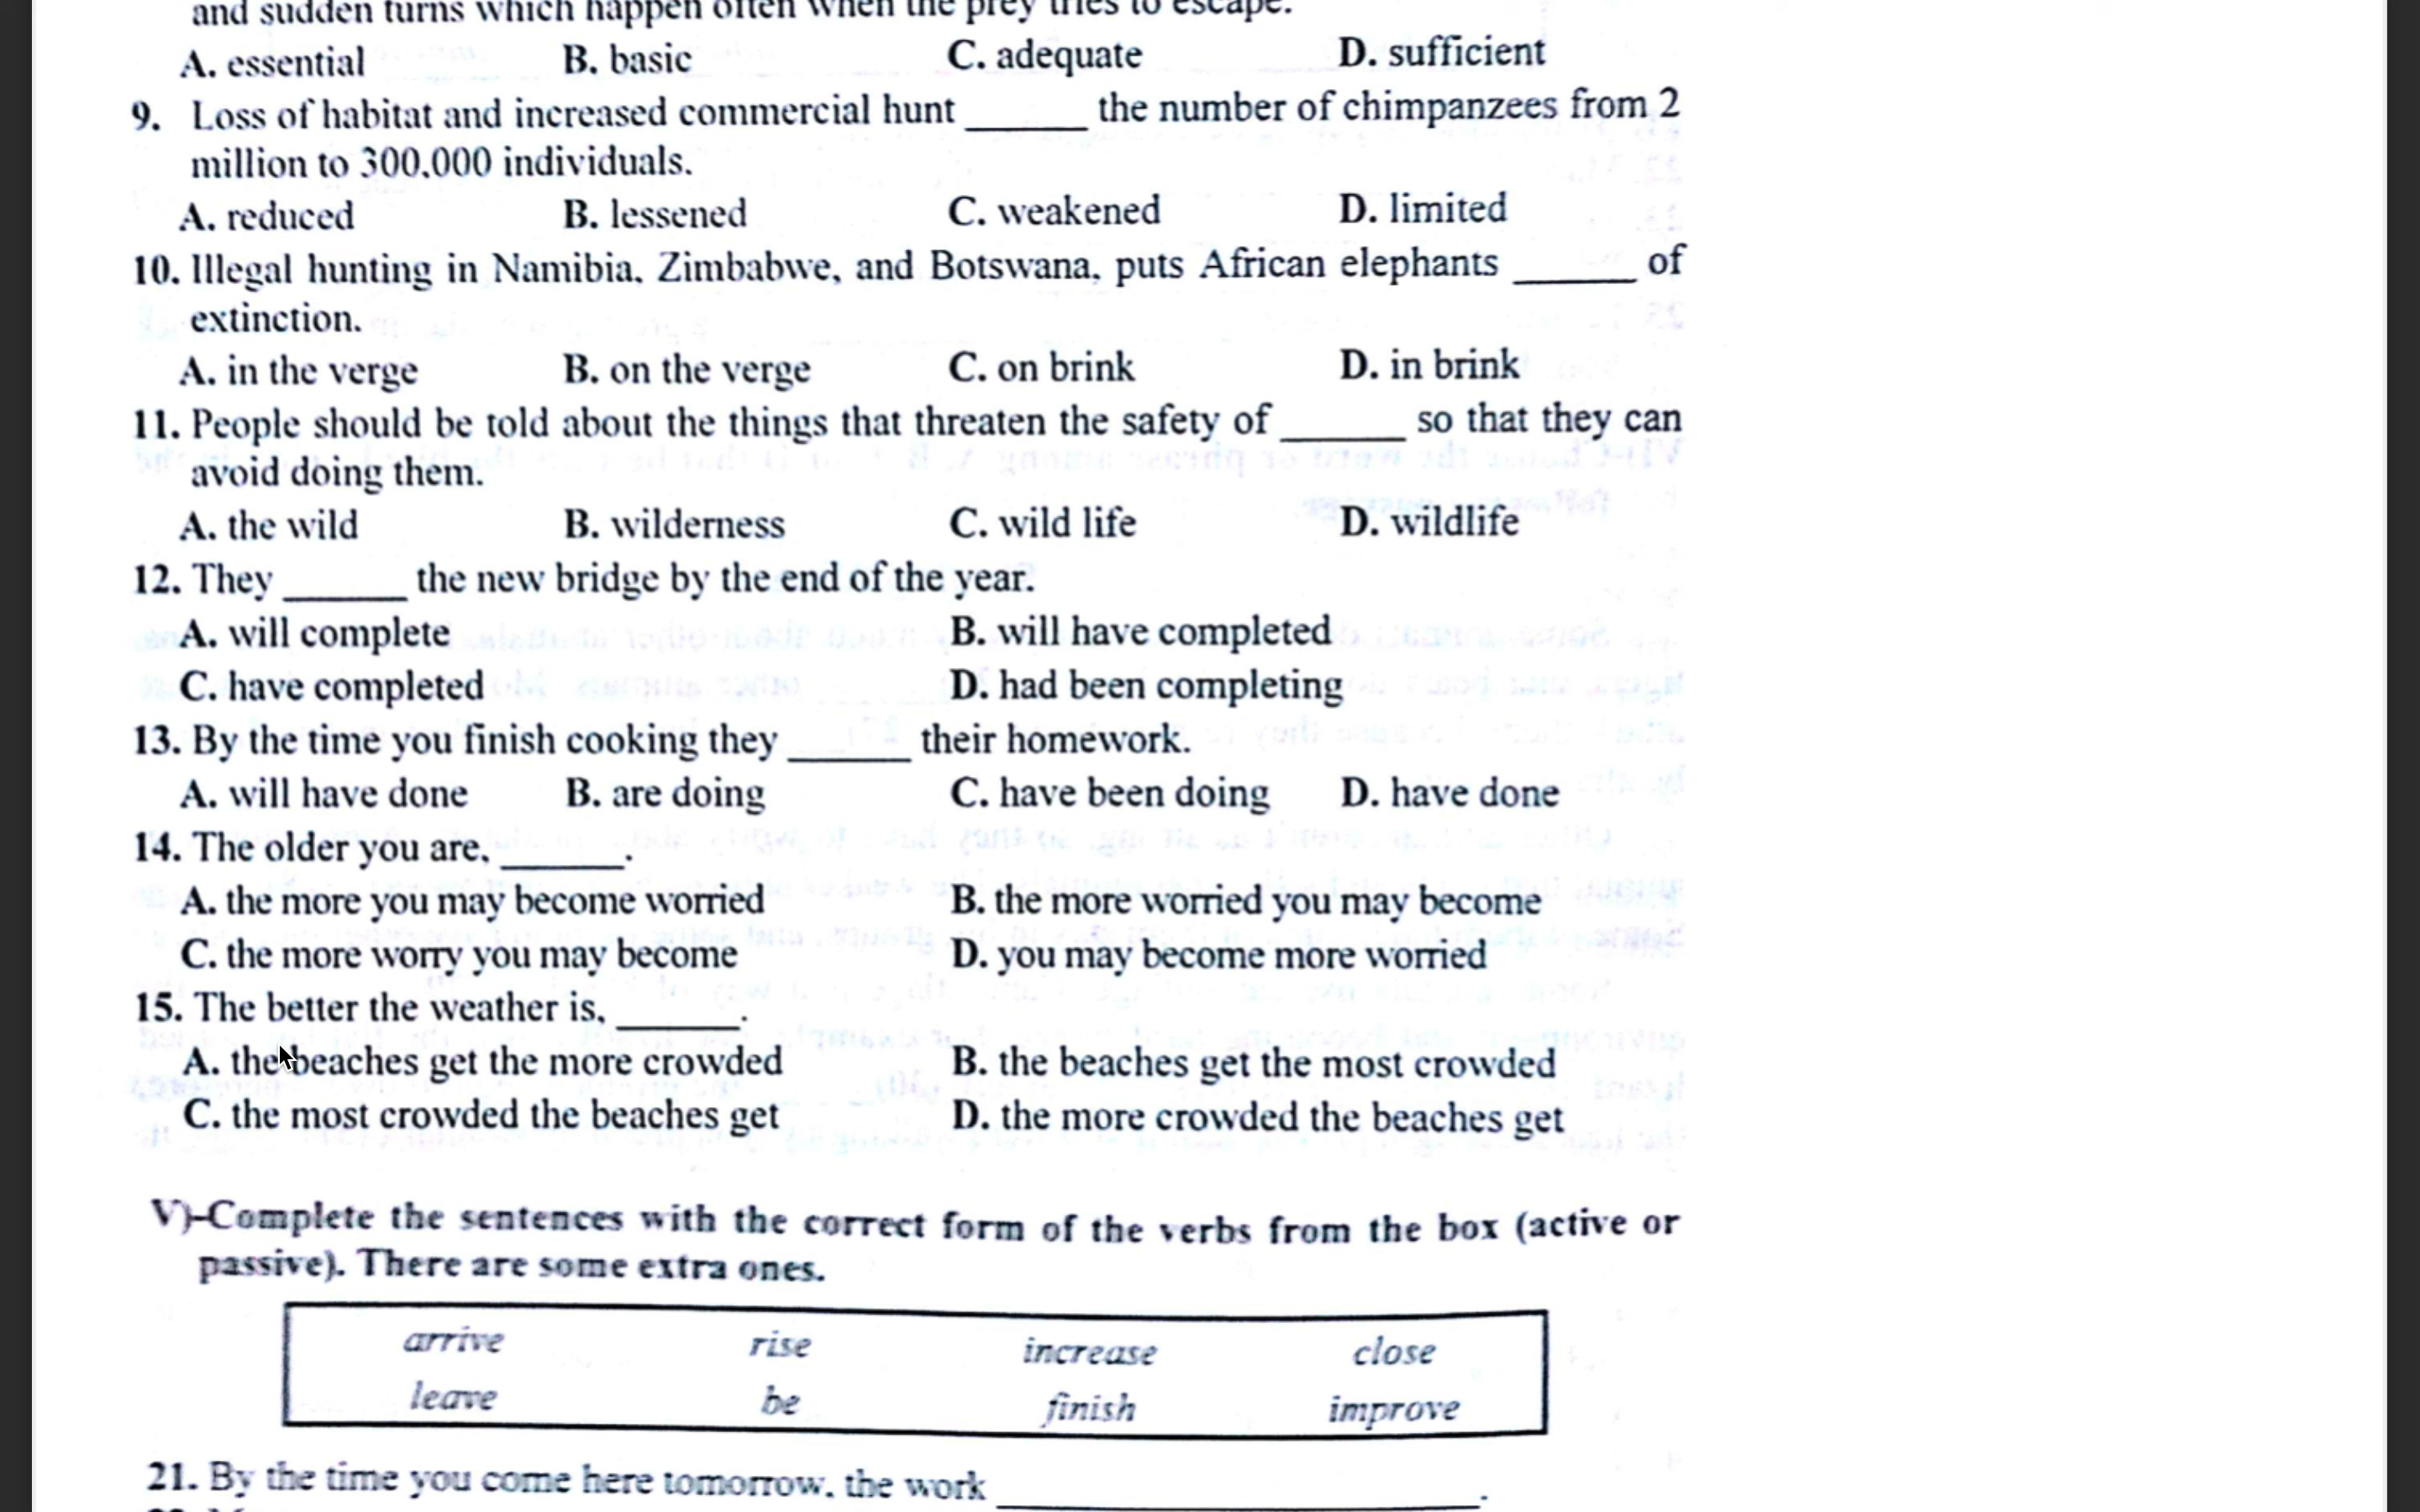 and sudden turns which happen often when the prey tries to escape.
A. essential B. basic C. adequate D. sufficient
9. Loss of habitat and increased commercial hunt ______ the number of chimpanzees from 2
million to 300.000 individuals.
A. reduced B. lessened C. weakened D. limited
10. Illegal hunting in Namibia, Zimbabwe, and Botswana, puts African elephants ______ of
extinction.
A. in the verge B. on the verge C. on brink D. in brink
11. People should be told about the things that threaten the safety of ______ so that they can
avoid doing them.
A. the wild B. wilderness C. wild life D. wildlife
12. They ______ the new bridge by the end of the year.
A. will complete B. will have completed
C. have completed D. had been completing
13. By the time you finish cooking they ______ their homework.
A. will have done B. are doing C. have been doing D. have done
14. The older you are, ______.
A. the more you may become worried B. the more worried you may become
C. the more worry you may become D. you may become more worried
15. The better the weather is, ______.
A. the beaches get the more crowded B. the beaches get the most crowded
C. the most crowded the beaches get D. the more crowded the beaches get
V)-Complete the sentences with the correct form of the verbs from the box (active or
passive). There are some extra ones.
arrive rise increase close
leave be finish improve
21. By the time you come here tomorrow, the work ____________.